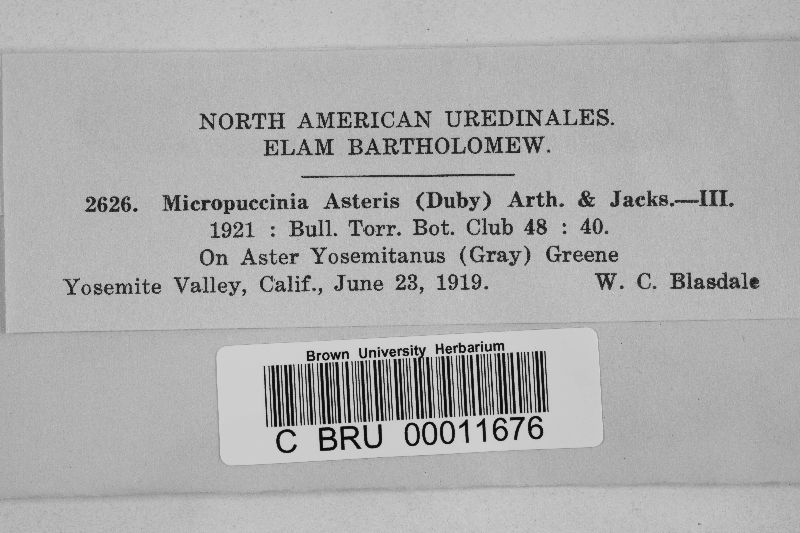 NORTH AMERICAN UREDINALES.
ELAM BARTHOLOMEW.
2626. Micropuccinia Asteris (Duby) Arth. & Jacks.—III.
1921 : Bull. Torr. Bot. Club 48 : 40.
On Aster Yosemitanus (Gray) Greene
Yosemite Valley, Calif., June 23, 1919. W. C. Blasdale
Brown University Herbarium
C BRU 00011676